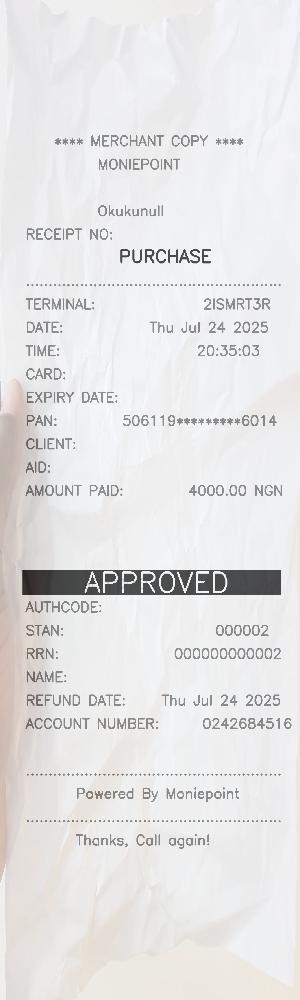 **** MERCHANT COPY ****
MONIEPOINT
Okukunull
RECEIPT NO:
PURCHASE
TERMINAL: 2ISMRT3R
DATE: Thu Jul 24 2025
TIME: 20:35:03
CARD:
EXPIRY DATE:
PAN: 506119*********6014
CLIENT:
AID:
AMOUNT PAID: 4000.00 NGN
APPROVED
AUTHCODE:
STAN: 000002
RRN: 000000000002
NAME:
REFUND DATE: Thu Jul 24 2025
ACCOUNT NUMBER: 0242684516
Powered By Moniepoint
Thanks, Call again!